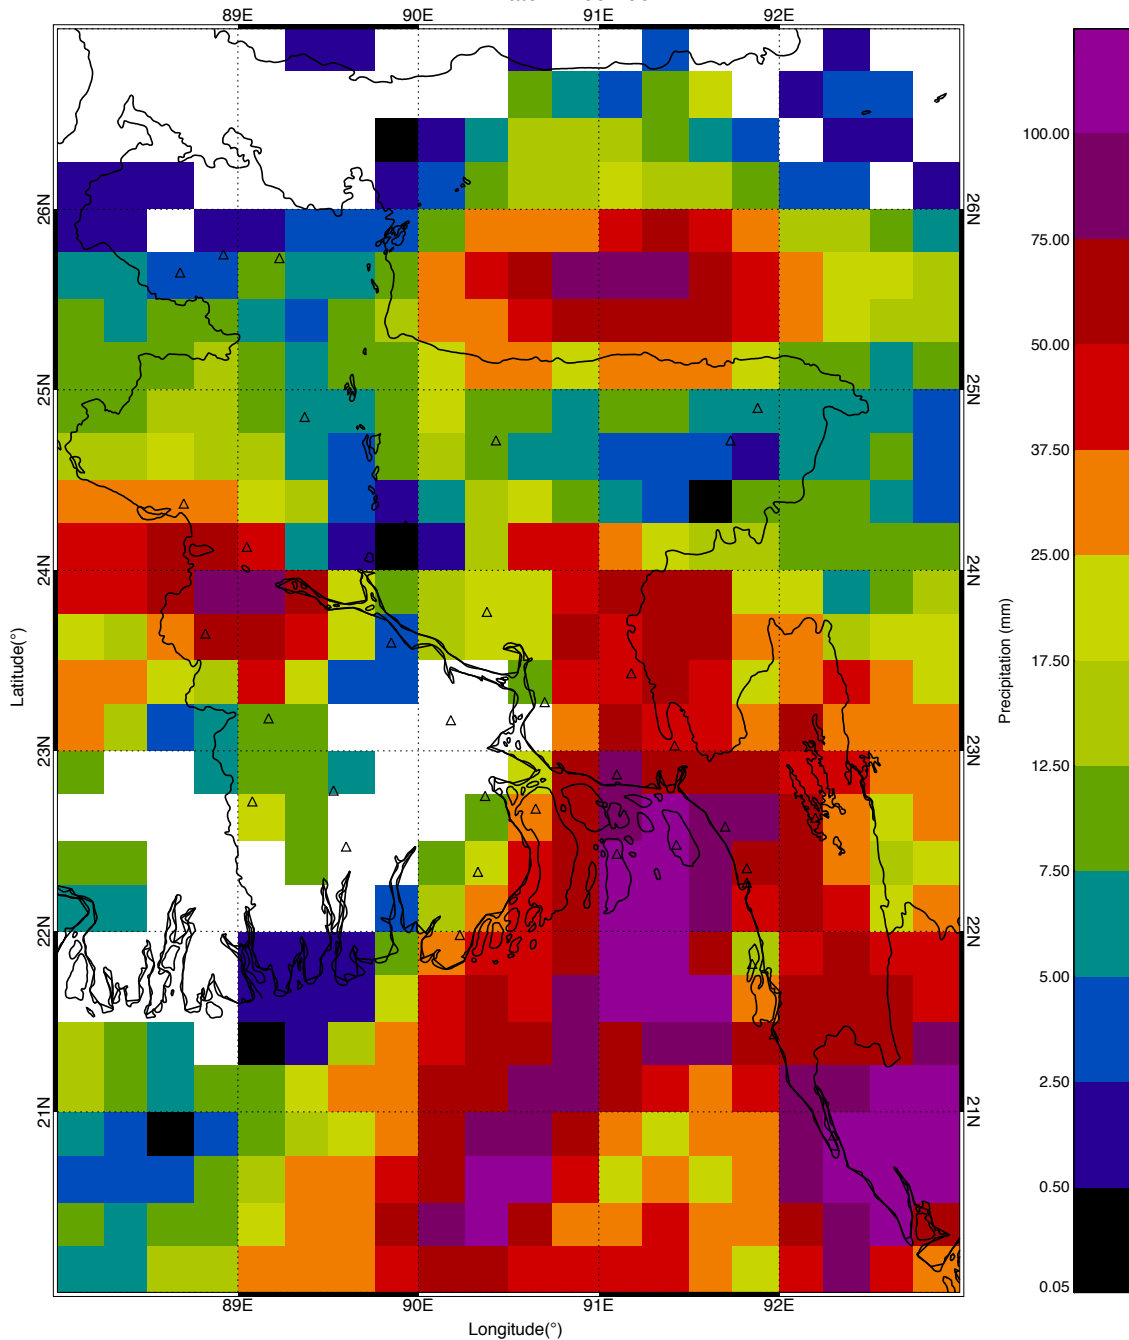 89E 90E 91E 92E
26N 26N
25N 25N
24N 24N
23N 23N
22N 22N
21N 21N
89E 90E 91E 92E
Latitude(°)
Longitude(°)
100.00
75.00
50.00
37.50
25.00
17.50
12.50
7.50
5.00
2.50
0.50
0.05
Precipitation (mm)